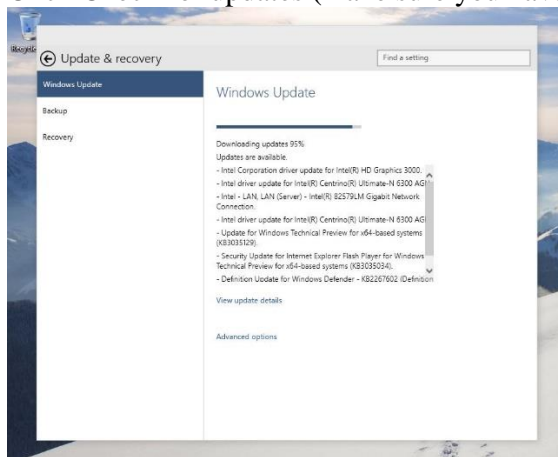 Recycle
Update & recovery
Find a setting
Windows Update
Windows Update
Backup
Recovery
Downloading updates 95%
Updates are available.
- Intel Corporation driver update for Intel(R) HD Graphics 3000.
- Intel driver update for Intel(R) Centrino(R) Ultimate-N 6300 AG
- Intel - LAN, LAN (Server) - Intel(R) 82579LM Gigabit Network
Connection.
- Intel driver update for Intel(R) Centrino(R) Ultimate-N 6300 AG
- Update for Windows Technical Preview for x64-based systems
(KB3035129).
- Security Update for Internet Explorer Flash Player for Windows
Technical Preview for x64-based systems (KB3035034).
- Definition Update for Windows Defender - KB2267602 (Definition
View update details
Advanced options